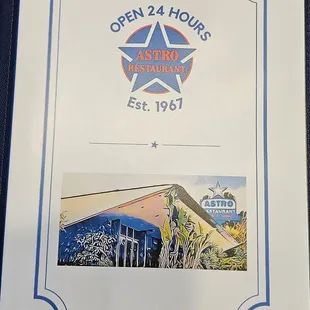 OPEN 24 HOURS
ASTRO
RESTAURANT
Est. 1967
ASTRO
RESTAURANT